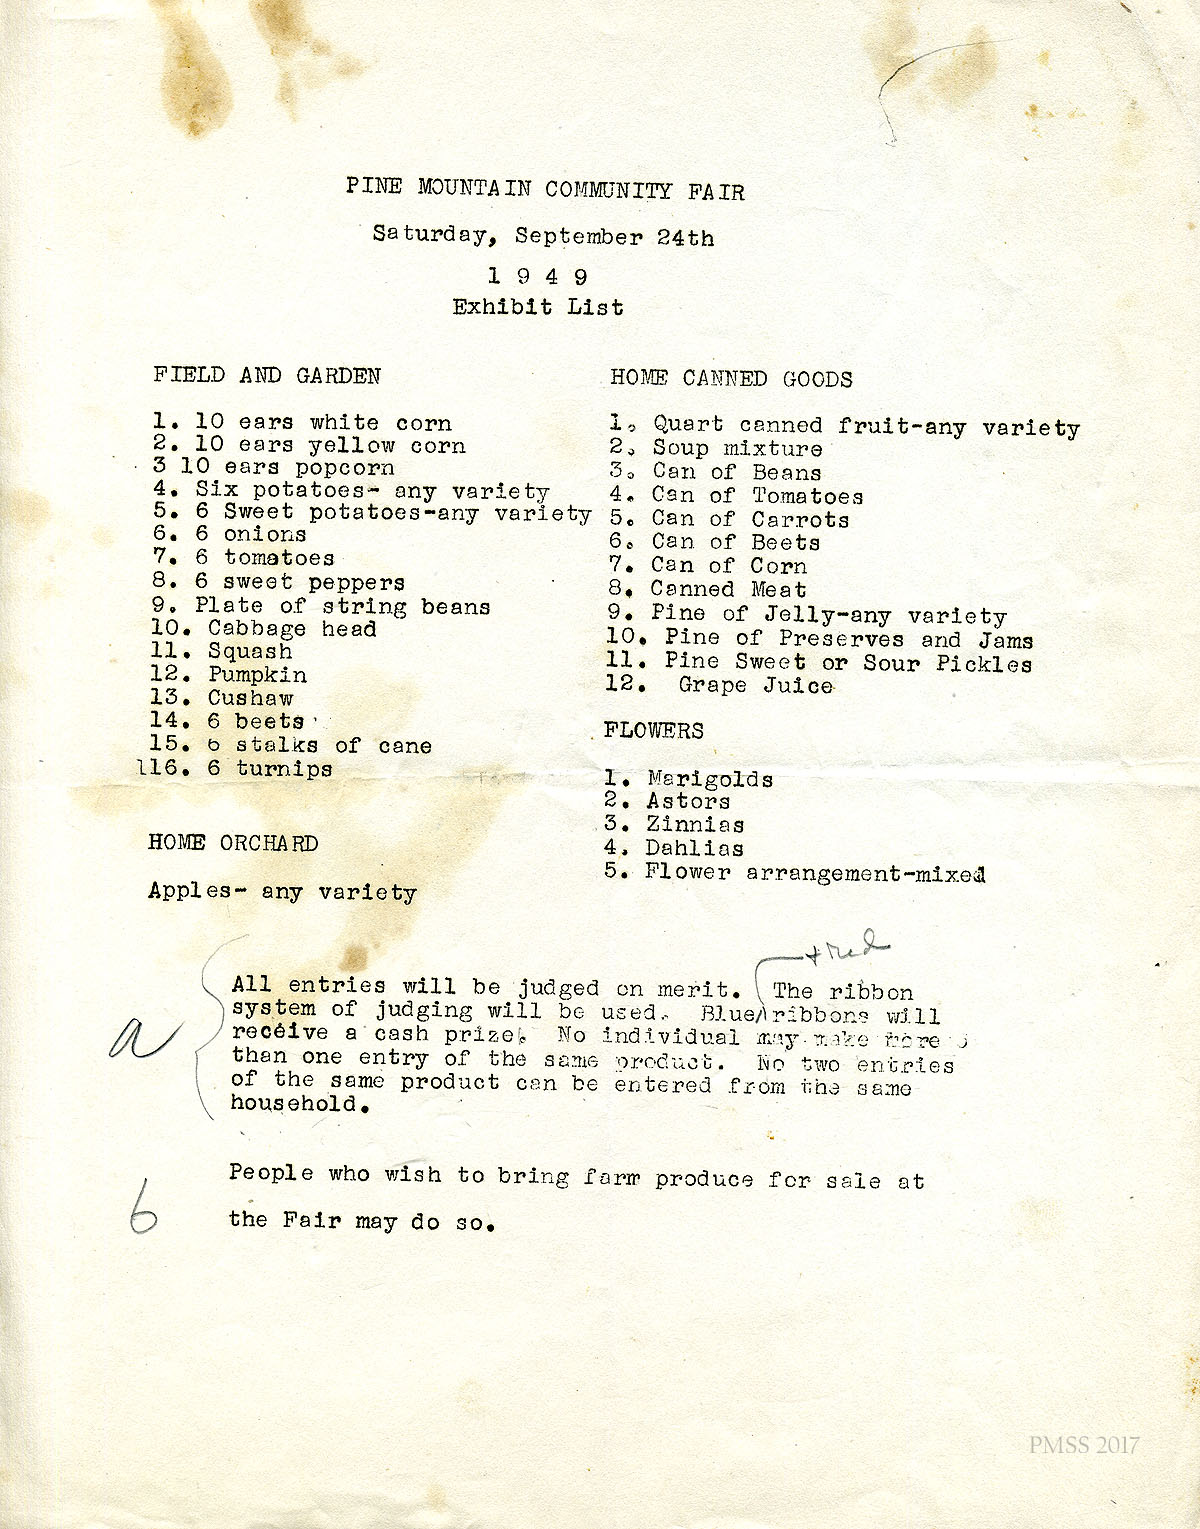 PINE MOUNTAIN COMMUNITY FAIR
Saturday, September 24th
1 9 4 9
Exhibit List
FIELD AND GARDEN
1. 10 ears white corn
2. 10 ears yellow corn
3 10 ears popcorn
4. Six potatoes- any variety
5. 6 Sweet potatoes-any variety
6. 6 onions
7. 6 tomatoes
8. 6 sweet peppers
9. Plate of string beans
10. Cabbage head
11. Squash
12. Pumpkin
13. Cushaw
14. 6 beets
15. 6 stalks of cane
116. 6 turnips
HOME ORCHARD
Apples- any variety
HOME CANNED GOODS
1. Quart canned fruit-any variety
2. Soup mixture
3. Can of Beans
4. Can of Tomatoes
5. Can of Carrots
6. Can of Beets
7. Can of Corn
8. Canned Meat
9. Pine of Jelly-any variety
10. Pine of Preserves and Jams
11. Pine Sweet or Sour Pickles
12. Grape Juice
FLOWERS
1. Marigolds
2. Astors
3. Zinnias
4. Dahlias
5. Flower arrangement-mixed
+ red
a
All entries will be judged on merit. The ribbon
system of judging will be used. Blue ribbons will
receive a cash prize. No individual may make more
than one entry of the same product. No two entries
of the same product can be entered from the same
household.
b
People who wish to bring farm produce for sale at
the Fair may do so.
PMSS 2017